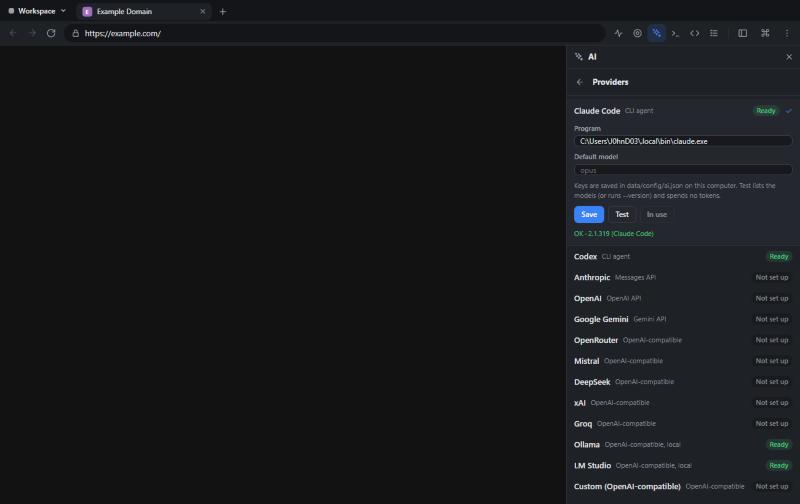 Workspace
E Example Domain
https://example.com/
AI
Providers
Claude Code CLI agent Ready
Program
C:\Users\J0hnD03\.local\bin\claude.exe
Default model
opus
Keys are saved in data/config/ai.json on this computer. Test lists the
models (or runs --version) and spends no tokens.
Save Test In use
OK - 2.1.319 (Claude Code)
Codex CLI agent Ready
Anthropic Messages API Not set up
OpenAI OpenAI API Not set up
Google Gemini Gemini API Not set up
OpenRouter OpenAI-compatible Not set up
Mistral OpenAI-compatible Not set up
DeepSeek OpenAI-compatible Not set up
xAI OpenAI-compatible Not set up
Groq OpenAI-compatible Not set up
Ollama OpenAI-compatible, local Ready
LM Studio OpenAI-compatible, local Ready
Custom (OpenAI-compatible) OpenAI-compatible Not set up